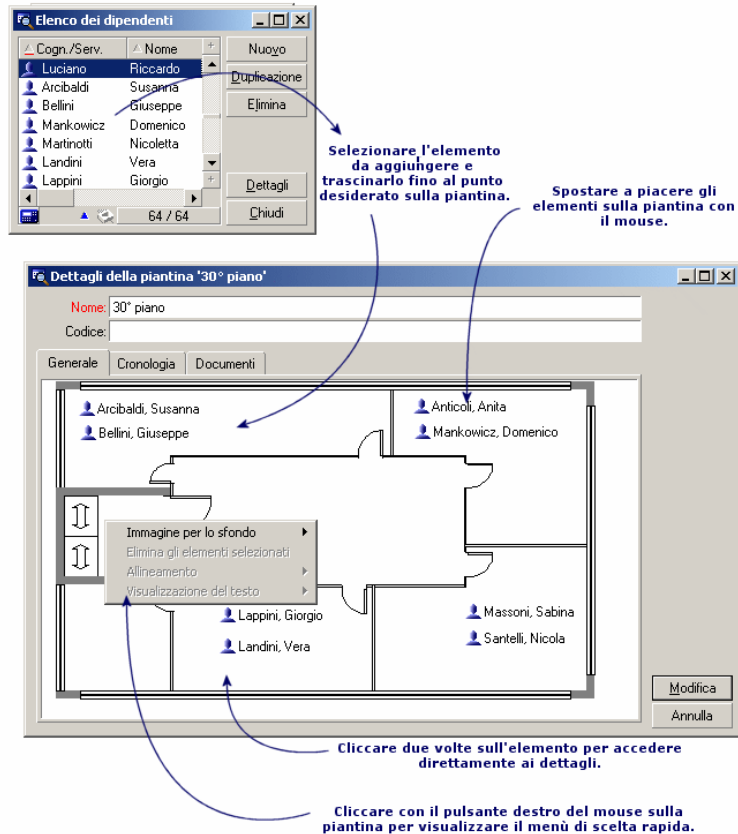 Elenco dei dipendenti
Cogn./Serv. Nome
Luciano Riccardo
Arcibaldi Susanna
Bellini Giuseppe
Mankowicz Domenico
Martinotti Nicoletta
Landini Vera
Lappini Giorgio
64 / 64
Nuovo
Duplicazione
Elimina
Dettagli
Chiudi
Selezionare l'elemento
da aggiungere e
trascinarlo fino al punto
desiderato sulla piantina.
Spostare a piacere gli
elementi sulla piantina con
il mouse.
Dettagli della piantina '30° piano'
Nome: 30° piano
Codice:
Generale Cronologia Documenti
Arcibaldi, Susanna
Bellini, Giuseppe
Anticoli, Anita
Mankowicz, Domenico
Immagine per lo sfondo
Elimina gli elementi selezionati
Allineamento
Visualizzazione del testo
Lappini, Giorgio
Landini, Vera
Massoni, Sabina
Santelli, Nicola
Modifica
Annulla
Cliccare due volte sull'elemento per accedere
direttamente ai dettagli.
Cliccare con il pulsante destro del mouse sulla
piantina per visualizzare il menù di scelta rapida.